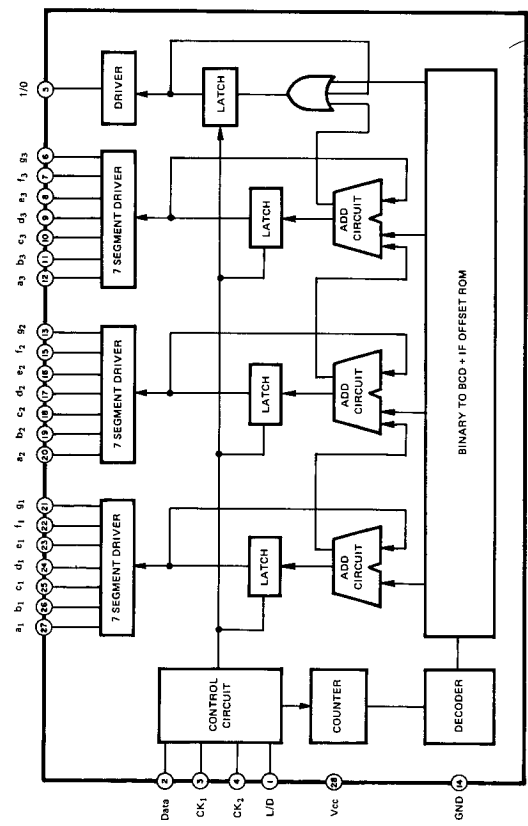 a1 b1 c1 d1 e1 f1 g1 a2 b2 c2 d2 e2 f2 g2 a3 b3 c3 d3 e3 f3 g3 1/0
27 26 25 24 23 22 21 20 19 18 17 16 15 13 12 11 10 9 8 7 6 5
7 SEGMENT DRIVER
7 SEGMENT DRIVER
7 SEGMENT DRIVER
DRIVER
Data 2
CK1 3
CK2 4
L/D 1
CONTROL
CIRCUIT
LATCH
LATCH
LATCH
LATCH
Vcc 28
COUNTER
ADD
CIRCUIT
ADD
CIRCUIT
ADD
CIRCUIT
GND 14
DECODER
BINARY TO BCD + IF OFFSET ROM